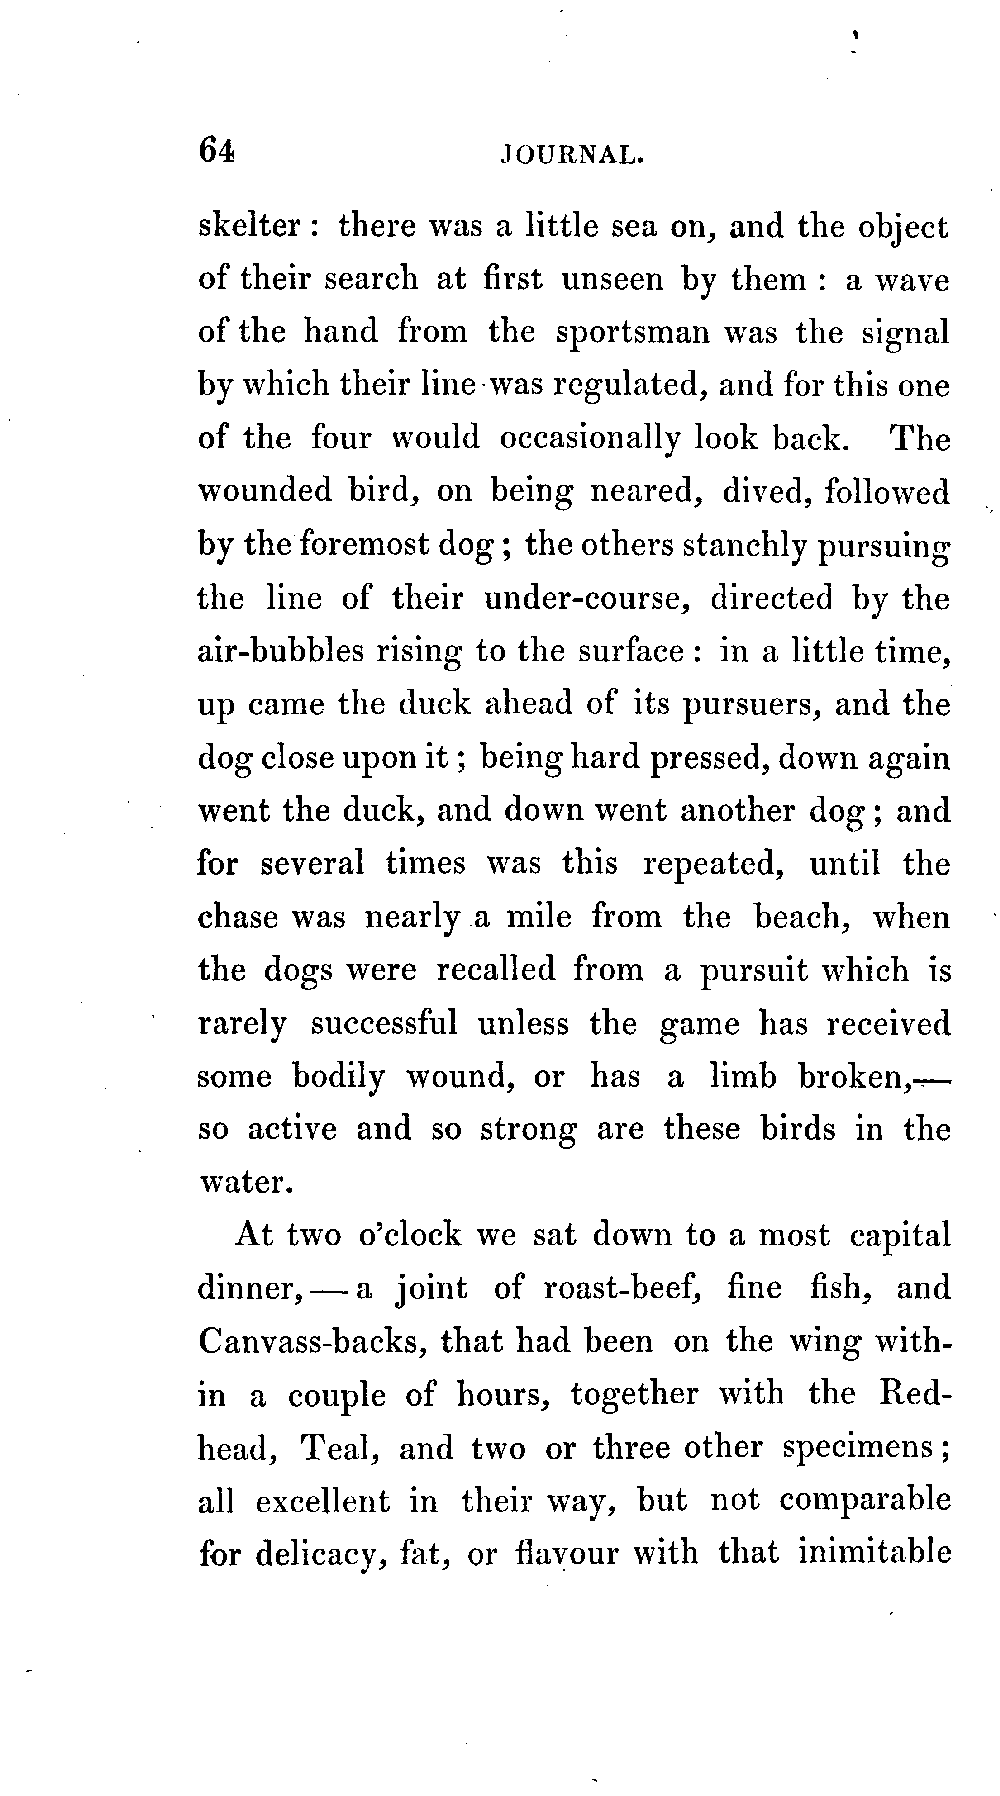 64 JOURNAL.
skelter : there was a little sea on, and the object
of their search at first unseen by them : a wave
of the hand from the sportsman was the signal
by which their line was regulated, and for this one
of the four would occasionally look back. The
wounded bird, on being neared, dived, followed
by the foremost dog ; the others stanchly pursuing
the line of their under-course, directed by the
air-bubbles rising to the surface : in a little time,
up came the duck ahead of its pursuers, and the
dog close upon it ; being hard pressed, down again
went the duck, and down went another dog ; and
for several times was this repeated, until the
chase was nearly a mile from the beach, when
the dogs were recalled from a pursuit which is
rarely successful unless the game has received
some bodily wound, or has a limb broken,—
so active and so strong are these birds in the
water.
At two o'clock we sat down to a most capital
dinner, — a joint of roast-beef, fine fish, and
Canvass-backs, that had been on the wing with-
in a couple of hours, together with the Red-
head, Teal, and two or three other specimens ;
all excellent in their way, but not comparable
for delicacy, fat, or flavour with that inimitable